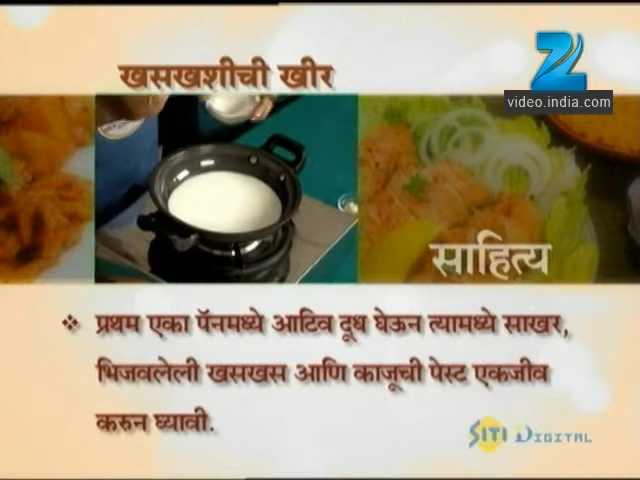 खसखशीची खीर
Z
video.india.com
साहित्य
❖ प्रथम एका पॅनमध्ये आटिव दूध घेऊन त्यामध्ये साखर,
भिजवलेली खसखस आणि काजूची पेस्ट एकजीव
करुन घ्यावी.
SITI DIGITAL